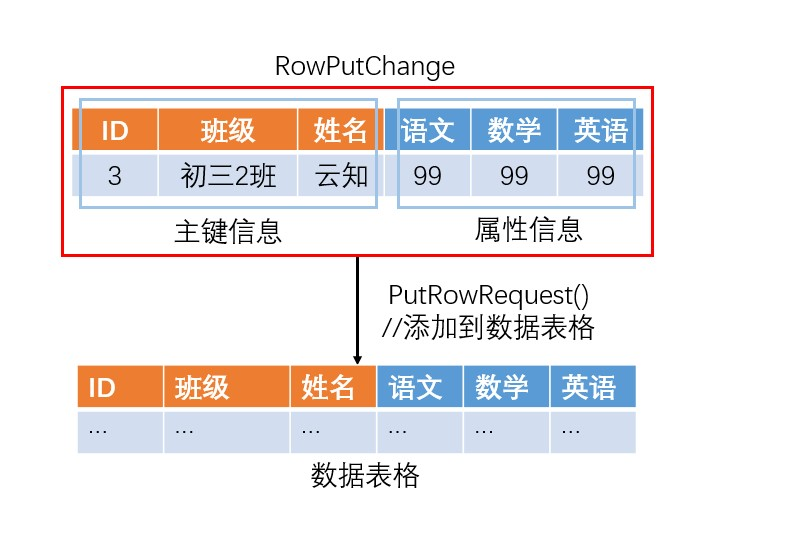 RowPutChange
ID 班级 姓名 语文 数学 英语
3 初三2班 云知 99 99 99
主键信息 属性信息
PutRowRequest()
//添加到数据表格
ID 班级 姓名 语文 数学 英语
... ... ... ... ... ...
数据表格